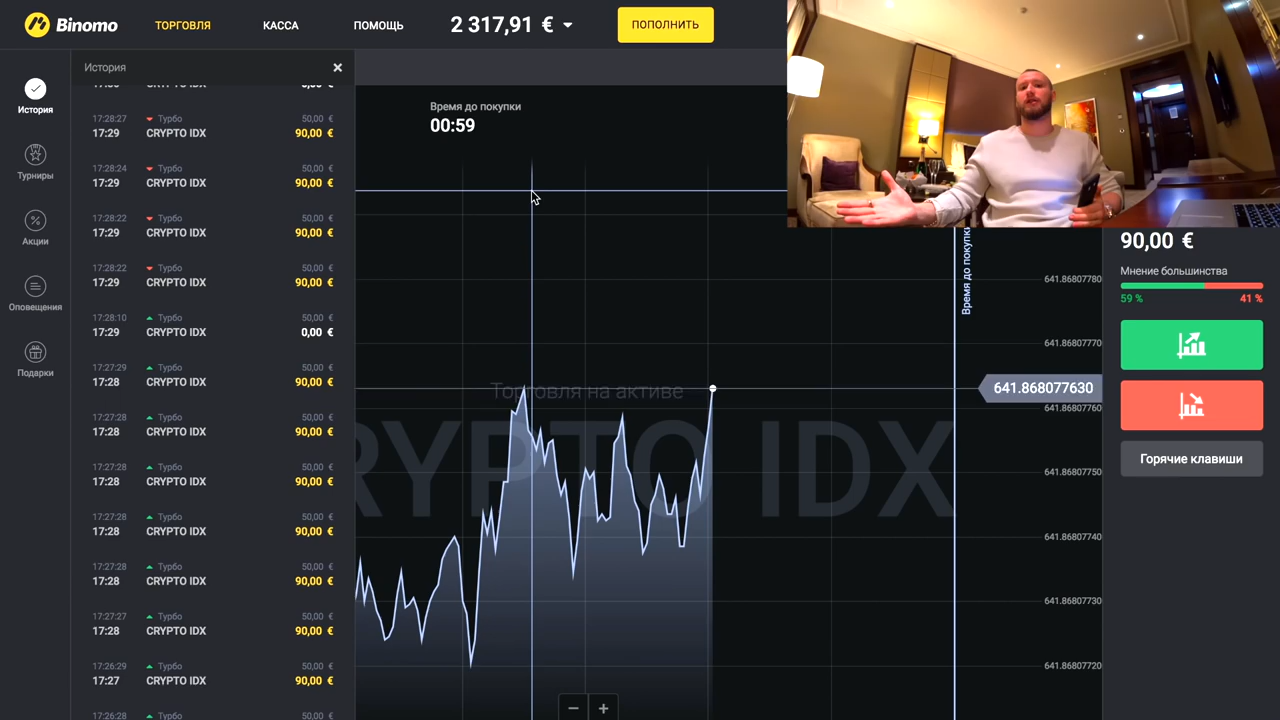 Binomo
ТОРГОВЛЯ
КАССА
ПОМОЩЬ
2 317,91 €
ПОПОЛНИТЬ
История
Турниры
Акции
Оповещения
Подарки
История
17:28:27 Турбо 50,00 €
17:29 CRYPTO IDX 90,00 €
17:28:24 Турбо 50,00 €
17:29 CRYPTO IDX 90,00 €
17:28:22 Турбо 50,00 €
17:29 CRYPTO IDX 90,00 €
17:28:22 Турбо 50,00 €
17:29 CRYPTO IDX 90,00 €
17:28:10 Турбо 50,00 €
17:29 CRYPTO IDX 0,00 €
17:27:29 Турбо 50,00 €
17:28 CRYPTO IDX 90,00 €
17:27:28 Турбо 50,00 €
17:28 CRYPTO IDX 90,00 €
17:27:28 Турбо 50,00 €
17:28 CRYPTO IDX 90,00 €
17:27:28 Турбо 50,00 €
17:28 CRYPTO IDX 90,00 €
17:27:28 Турбо 50,00 €
17:28 CRYPTO IDX 90,00 €
17:27:27 Турбо 50,00 €
17:28 CRYPTO IDX 90,00 €
17:26:29 Турбо 50,00 €
17:27 CRYPTO IDX 90,00 €
17:26:28 Турбо 50,00 €
Время до покупки
00:59
Торговля на активе
CRYPTO IDX
Время до покупки
641.86807780
641.86807770
641.868077630
641.86807760
641.86807750
641.86807740
641.86807730
641.86807720
90,00 €
Мнение большинства
59 % 41 %
Горячие клавиши